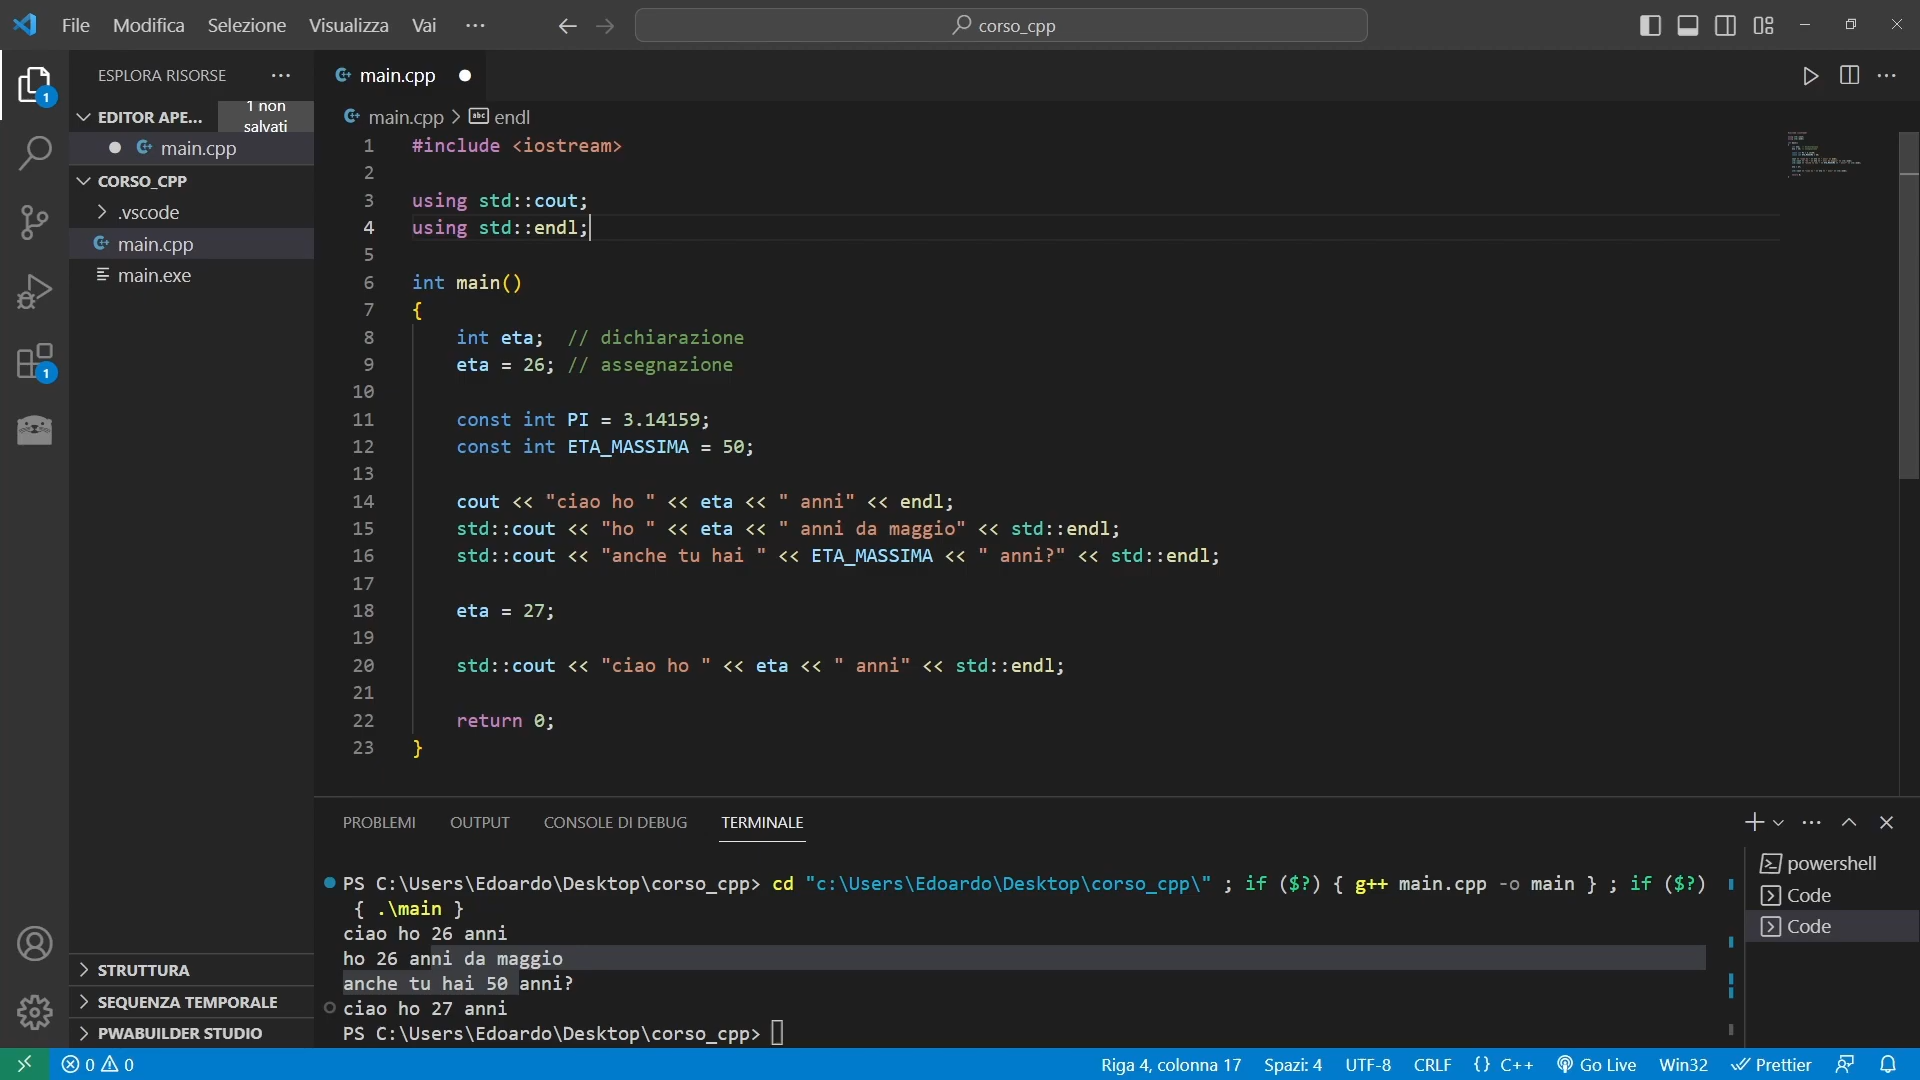 File Modifica Selezione Visualizza Vai ··· corso_cpp
ESPLORA RISORSE ···
main.cpp
EDITOR APE... 1 non salvati
main.cpp
CORSO_CPP
.vscode
main.cpp
main.exe
STRUTTURA
SEQUENZA TEMPORALE
PWABUILDER STUDIO
1
1
main.cpp > endl
1 #include <iostream>
2
3 using std::cout;
4 using std::endl;
5
6 int main()
7 {
8 int eta; // dichiarazione
9 eta = 26; // assegnazione
10
11 const int PI = 3.14159;
12 const int ETA_MASSIMA = 50;
13
14 cout << "ciao ho " << eta << " anni" << endl;
15 std::cout << "ho " << eta << " anni da maggio" << std::endl;
16 std::cout << "anche tu hai " << ETA_MASSIMA << " anni?" << std::endl;
17
18 eta = 27;
19
20 std::cout << "ciao ho " << eta << " anni" << std::endl;
21
22 return 0;
23 }
PROBLEMI OUTPUT CONSOLE DI DEBUG TERMINALE
PS C:\Users\Edoardo\Desktop\corso_cpp> cd "c:\Users\Edoardo\Desktop\corso_cpp\" ; if ($?) { g++ main.cpp -o main } ; if ($?)
{ .\main }
ciao ho 26 anni
ho 26 anni da maggio
anche tu hai 50 anni?
ciao ho 27 anni
PS C:\Users\Edoardo\Desktop\corso_cpp>
powershell
Code
Code
0 0 Riga 4, colonna 17 Spazi: 4 UTF-8 CRLF {} C++ Go Live Win32 Prettier